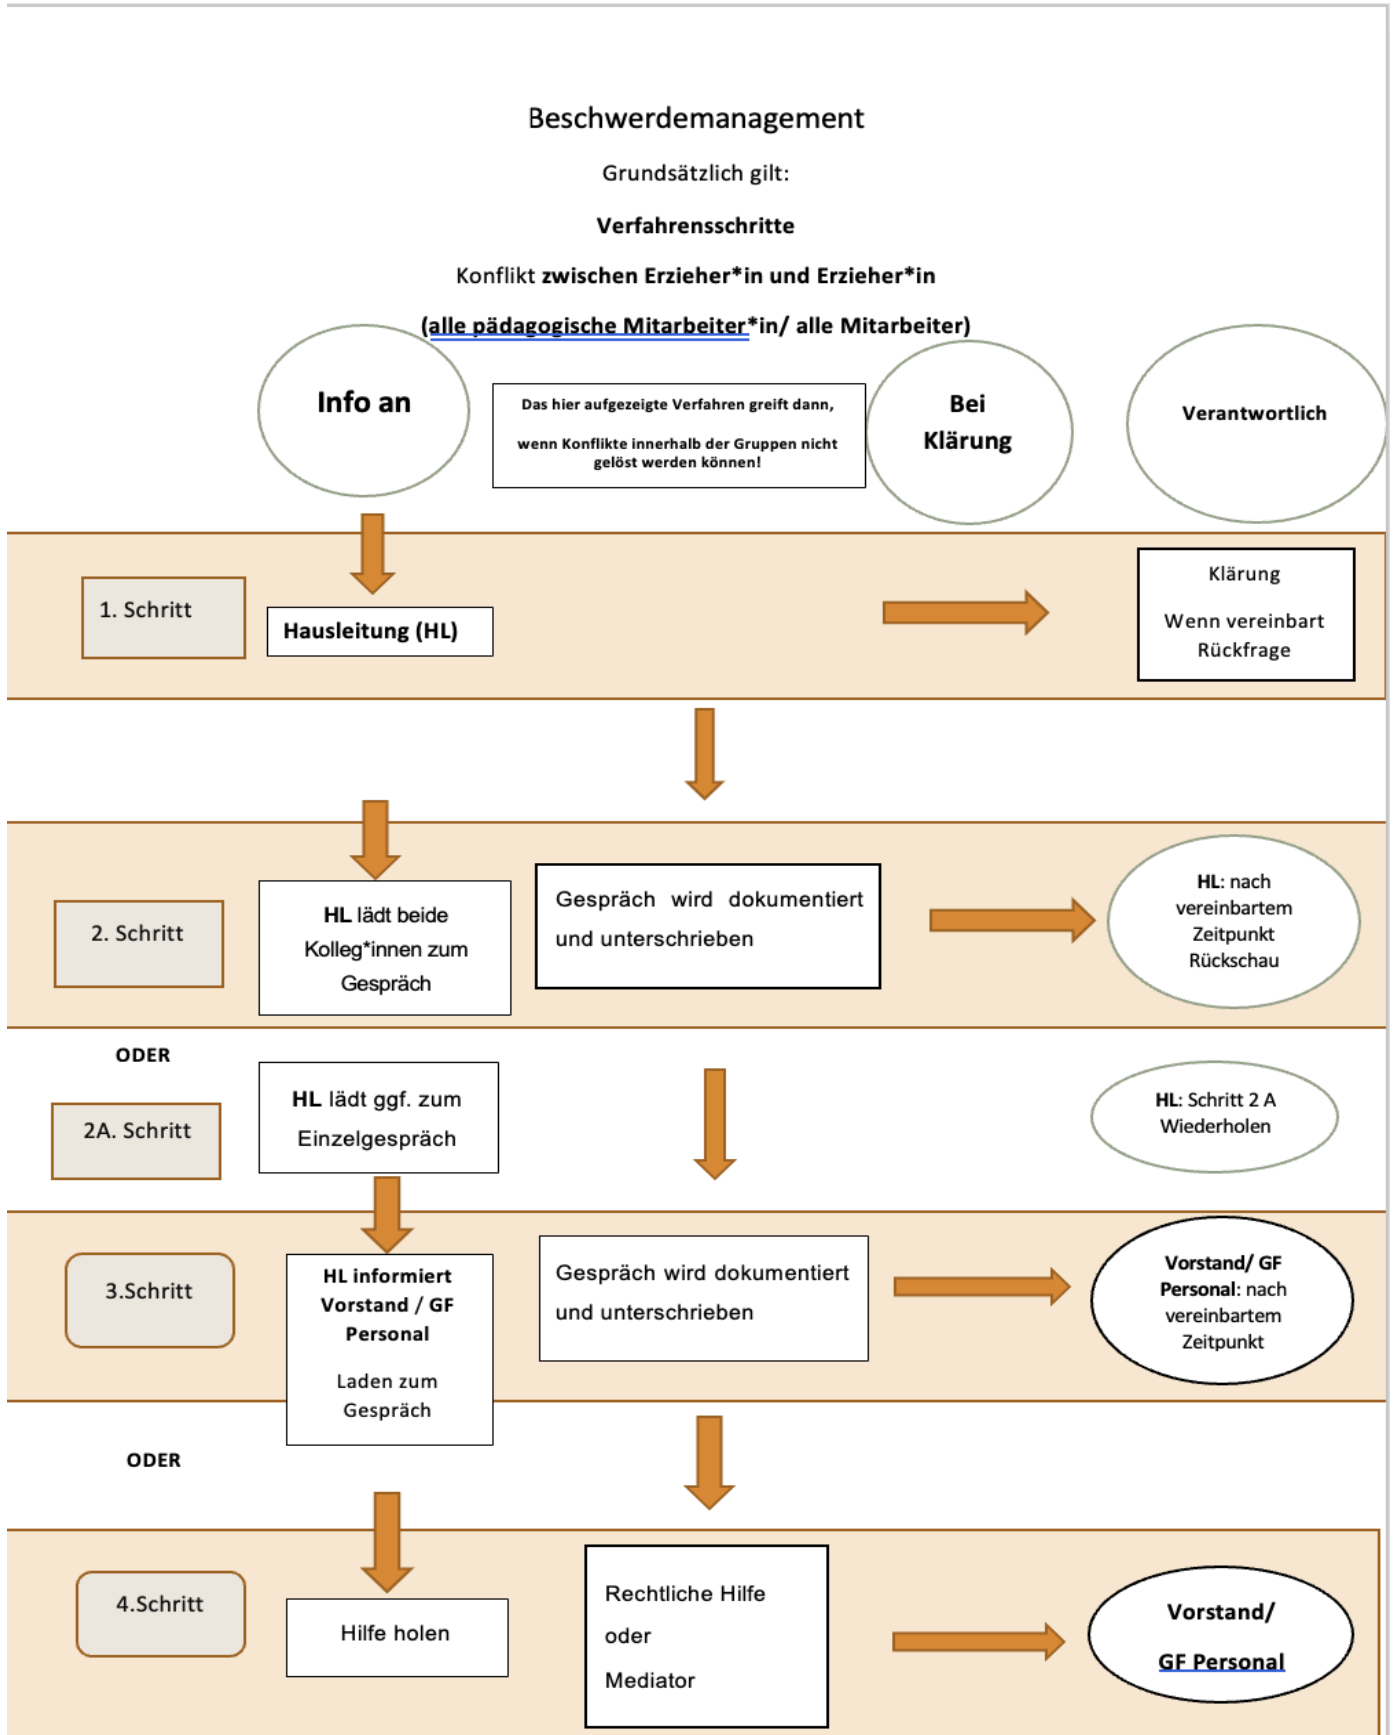 Beschwerdemanagement
Grundsätzlich gilt:
Verfahrensschritte
Konflikt zwischen Erzieher*in und Erzieher*in
(alle pädagogische Mitarbeiter*in/ alle Mitarbeiter)
Info an
Das hier aufgezeigte Verfahren greift dann,
wenn Konflikte innerhalb der Gruppen nicht
gelöst werden können!
Bei
Klärung
Verantwortlich
1. Schritt
Hausleitung (HL)
Klärung
Wenn vereinbart
Rückfrage
2. Schritt
HL lädt beide
Kolleg*innen zum
Gespräch
Gespräch wird dokumentiert
und unterschrieben
HL: nach
vereinbartem
Zeitpunkt
Rückschau
ODER
2A. Schritt
HL lädt ggf. zum
Einzelgespräch
HL: Schritt 2 A
Wiederholen
3.Schritt
HL informiert
Vorstand / GF
Personal
Laden zum
Gespräch
Gespräch wird dokumentiert
und unterschrieben
Vorstand/ GF
Personal: nach
vereinbartem
Zeitpunkt
ODER
4.Schritt
Hilfe holen
Rechtliche Hilfe
oder
Mediator
Vorstand/
GF Personal